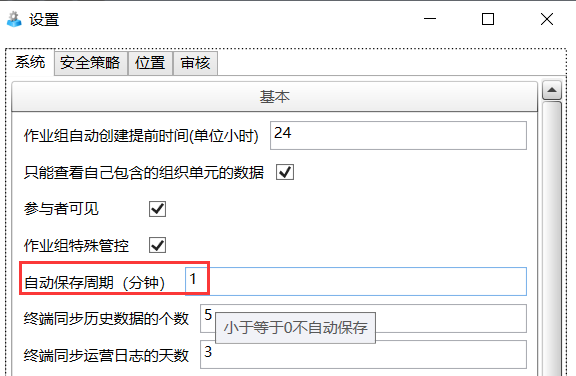 设置
系统 安全策略 位置 审核
基本
作业组自动创建提前时间(单位小时) 24
只能查看自己包含的组织单元的数据
参与者可见
作业组特殊管控
自动保存周期（分钟） 1
终端同步历史数据的个数 5
小于等于0不自动保存
终端同步运营日志的天数 3